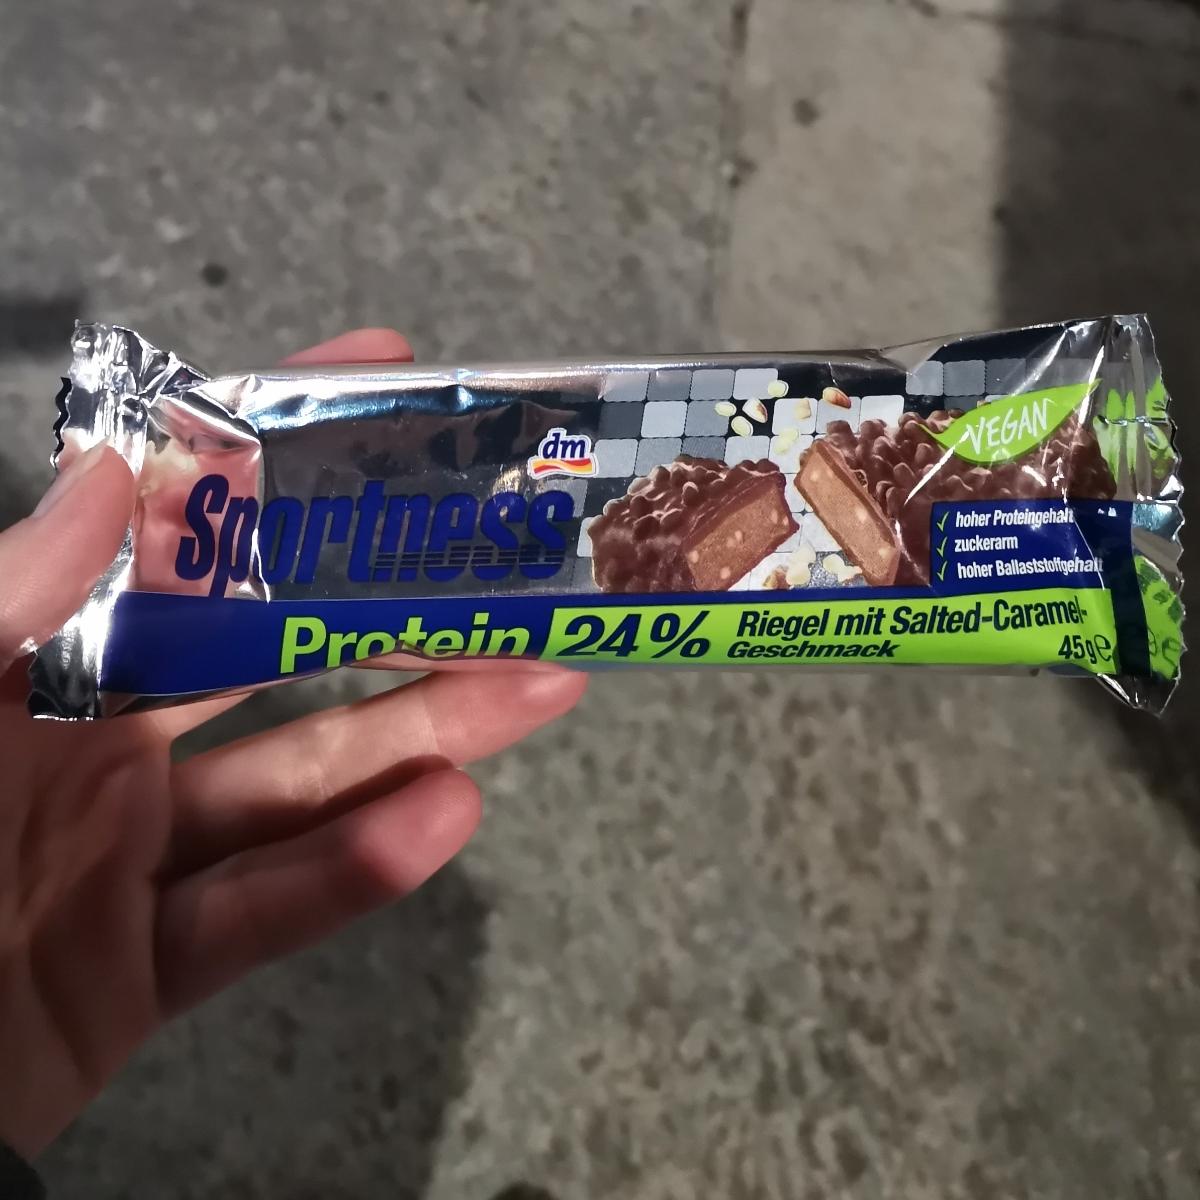 dm
Sportness
VEGAN
hoher Proteingehalt
zuckerarm
hoher Ballaststoffgehalt
Protein 24% Riegel mit Salted-Caramel-
Geschmack
45g℮